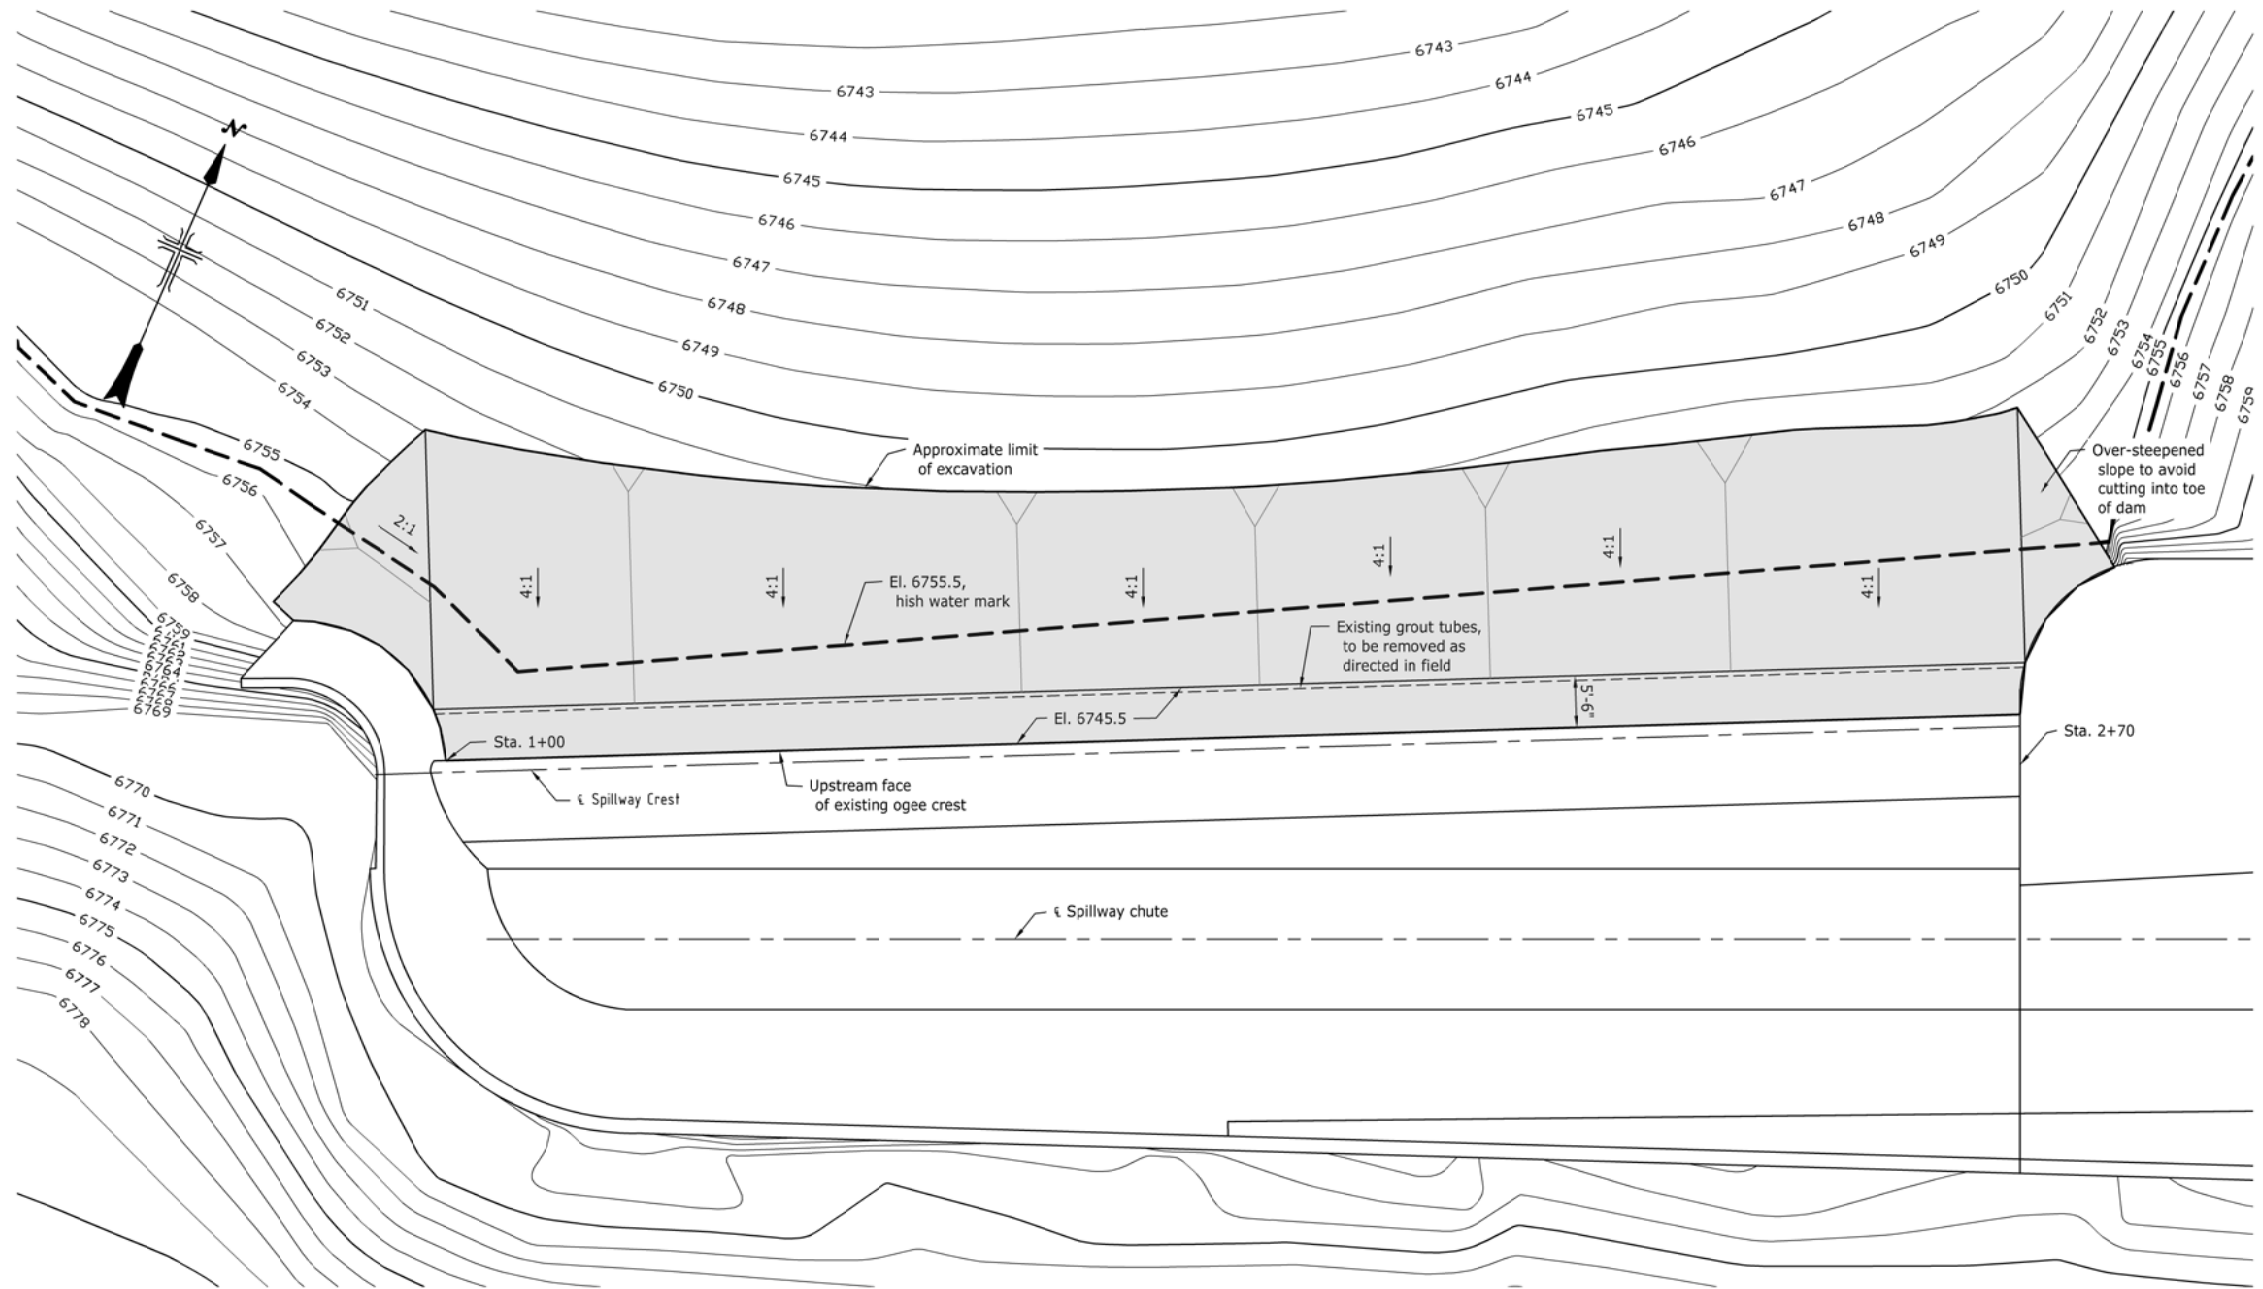 6743
6743
6744
6744
6745
6745
6746
6746
6747
6747
6748
6748
6749
6749
6750
6750
N
6751
6752
6753
6754
6755
6756
6757
6758
6759
6764
6769
6751
6752
6753
6754
6755
6756
6757
6758
6759
Approximate limit
of excavation
Over-steepened
slope to avoid
cutting into toe
of dam
2:1
4:1
4:1
4:1
4:1
4:1
4:1
El. 6755.5,
hish water mark
Existing grout tubes,
to be removed as
directed in field
5'-6"
El. 6745.5
Sta. 1+00
Sta. 2+70
℄ Spillway Crest
Upstream face
of existing ogee crest
℄ Spillway chute
6770
6771
6772
6773
6774
6775
6776
6777
6778